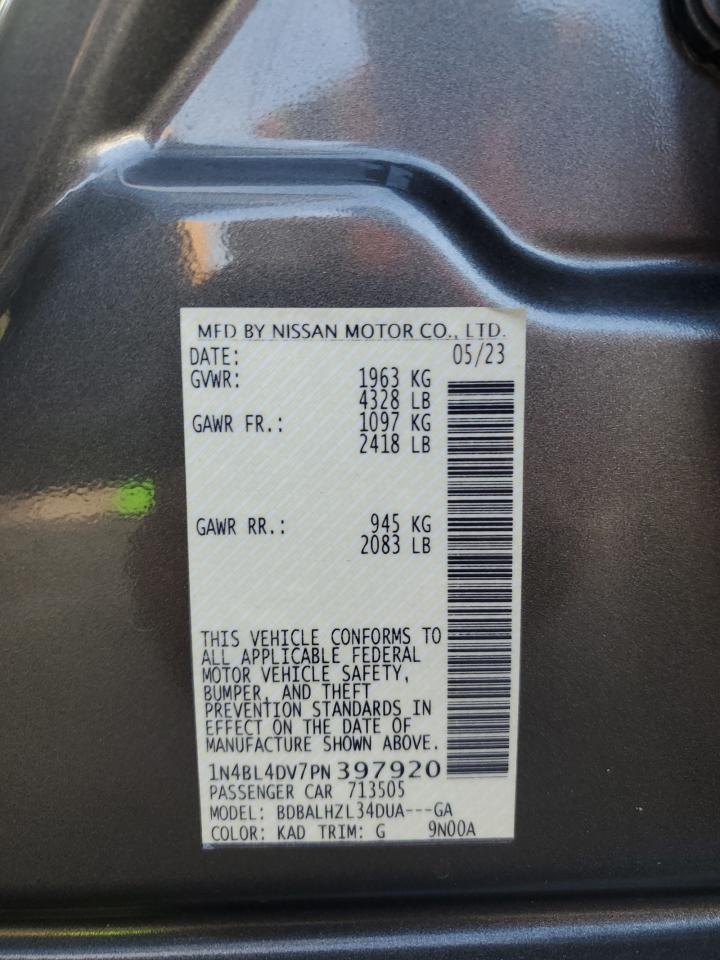 MFD BY NISSAN MOTOR CO., LTD.
DATE: 05/23
GVWR: 1963 KG
4328 LB
GAWR FR.: 1097 KG
2418 LB
GAWR RR.: 945 KG
2083 LB
THIS VEHICLE CONFORMS TO
ALL APPLICABLE FEDERAL
MOTOR VEHICLE SAFETY,
BUMPER, AND THEFT
PREVENTION STANDARDS IN
EFFECT ON THE DATE OF
MANUFACTURE SHOWN ABOVE.
1N4BL4DV7PN397920
PASSENGER CAR 713505
MODEL: BDBALHZL34DUA---GA
COLOR: KAD TRIM: G 9N00A